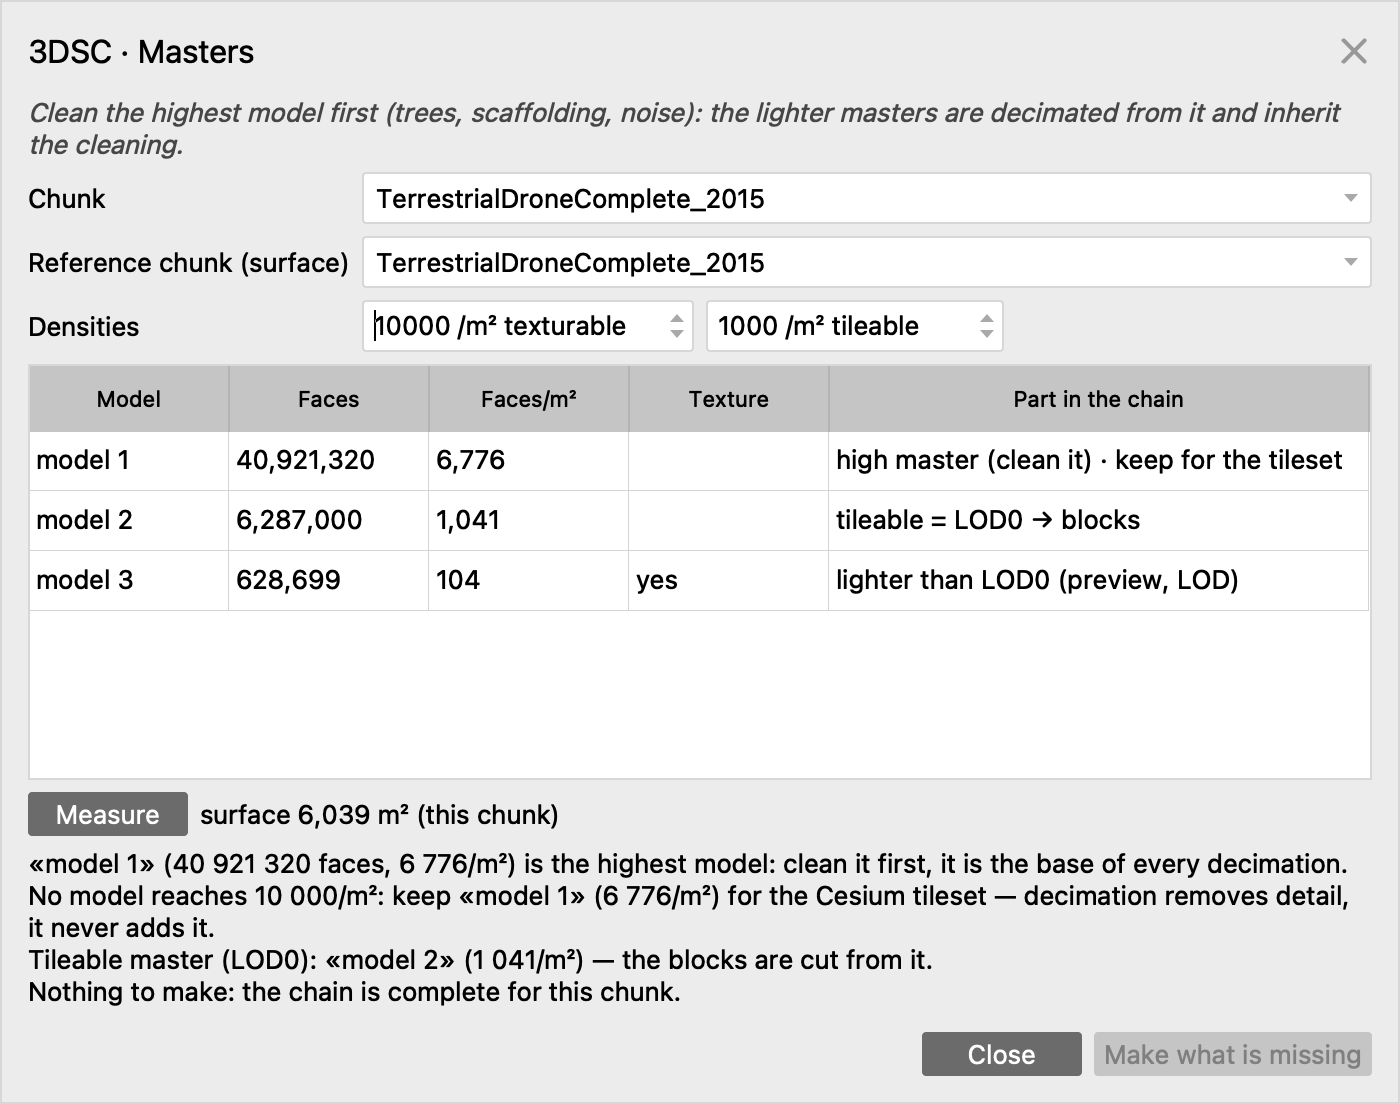 3DSC · Masters
Clean the highest model first (trees, scaffolding, noise): the lighter masters are decimated from it and inherit
the cleaning.
Chunk TerrestrialDroneComplete_2015
Reference chunk (surface) TerrestrialDroneComplete_2015
Densities 10000 /m² texturable 1000 /m² tileable
Model Faces Faces/m² Texture Part in the chain
model 1 40,921,320 6,776 high master (clean it) · keep for the tileset
model 2 6,287,000 1,041 tileable = LOD0 → blocks
model 3 628,699 104 yes lighter than LOD0 (preview, LOD)
Measure surface 6,039 m² (this chunk)
«model 1» (40 921 320 faces, 6 776/m²) is the highest model: clean it first, it is the base of every decimation.
No model reaches 10 000/m²: keep «model 1» (6 776/m²) for the Cesium tileset — decimation removes detail,
it never adds it.
Tileable master (LOD0): «model 2» (1 041/m²) — the blocks are cut from it.
Nothing to make: the chain is complete for this chunk.
Close Make what is missing